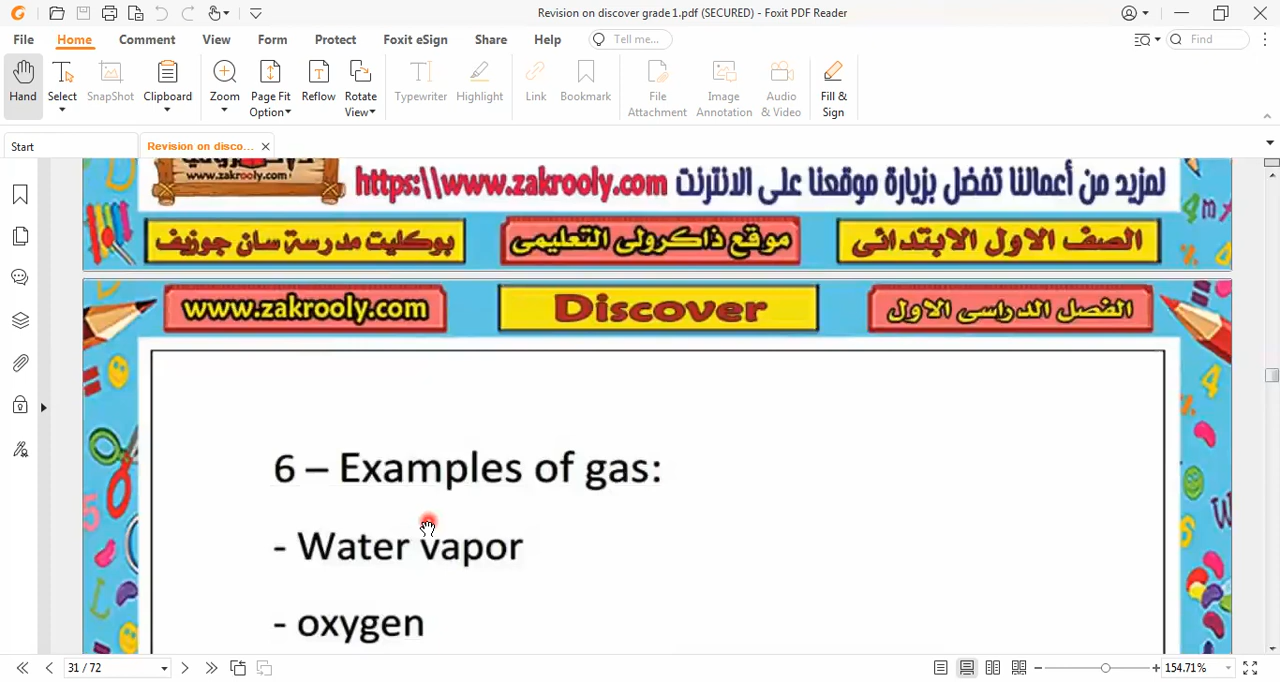 Revision on discover grade1.pdf (SECURED) - Foxit PDF Reader
File Home Comment View Form Protect Foxit eSign Share Help Tell me... Find
Hand Select SnapShot Clipboard Zoom Page Fit Option Reflow Rotate View Typewriter Highlight Link Bookmark File Attachment Image Annotation Audio & Video Fill & Sign
Start Revision on disco...
www.zakrooly.com
لمزيد من أعمالنا تفضل بزيارة موقعنا على الانترنت https:\\www.zakrooly.com
الصف الاول الابتدائى موقع ذاكرولى التعليمى بوكليت مدرسة سان جوزيف
www.zakrooly.com Discover الفصل الدراسى الاول
6 – Examples of gas:
- Water vapor
- oxygen
31 / 72 154.71%